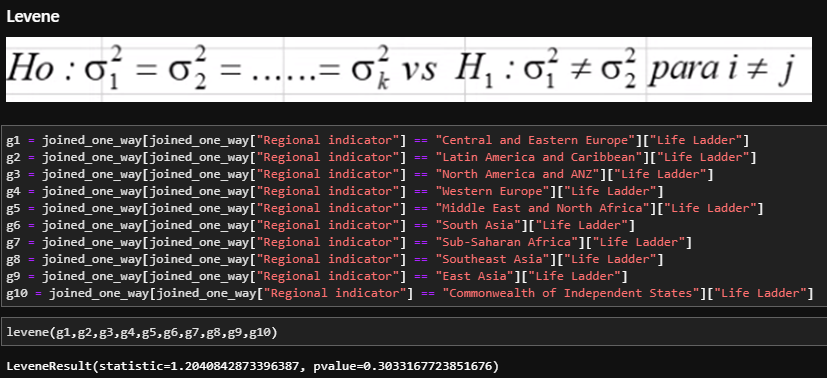 Levene
Ho : σ₁² = σ₂² = ......= σₖ² vs H₁ : σ₁² ≠ σ₂² para i ≠ j
g1 = joined_one_way[joined_one_way["Regional indicator"] == "Central and Eastern Europe"]["Life Ladder"]
g2 = joined_one_way[joined_one_way["Regional indicator"] == "Latin America and Caribbean"]["Life Ladder"]
g3 = joined_one_way[joined_one_way["Regional indicator"] == "North America and ANZ"]["Life Ladder"]
g4 = joined_one_way[joined_one_way["Regional indicator"] == "Western Europe"]["Life Ladder"]
g5 = joined_one_way[joined_one_way["Regional indicator"] == "Middle East and North Africa"]["Life Ladder"]
g6 = joined_one_way[joined_one_way["Regional indicator"] == "South Asia"]["Life Ladder"]
g7 = joined_one_way[joined_one_way["Regional indicator"] == "Sub-Saharan Africa"]["Life Ladder"]
g8 = joined_one_way[joined_one_way["Regional indicator"] == "Southeast Asia"]["Life Ladder"]
g9 = joined_one_way[joined_one_way["Regional indicator"] == "East Asia"]["Life Ladder"]
g10 = joined_one_way[joined_one_way["Regional indicator"] == "Commonwealth of Independent States"]["Life Ladder"]
levene(g1,g2,g3,g4,g5,g6,g7,g8,g9,g10)
LeveneResult(statistic=1.2040842873396387, pvalue=0.3033167723851676)